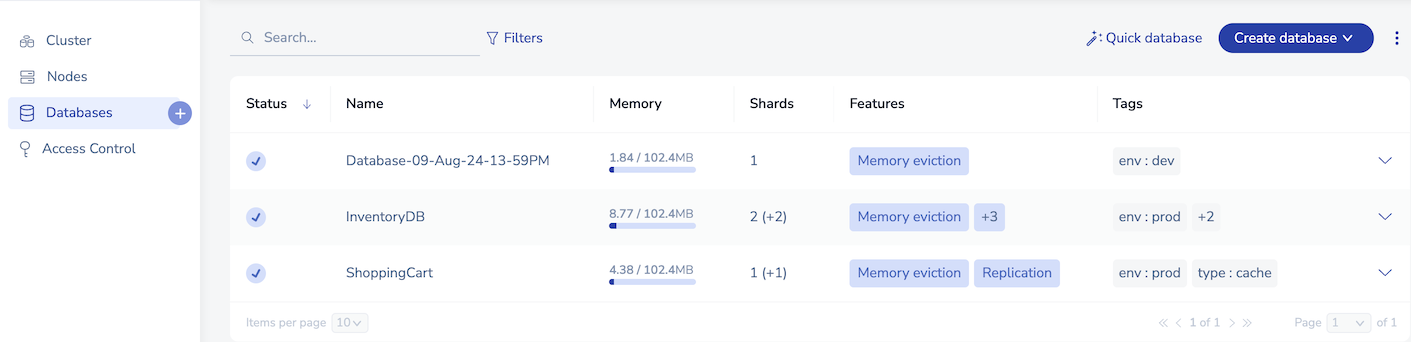 Cluster
Nodes
Databases
Access Control
Search...
Filters
Quick database
Create database
Status Name Memory Shards Features Tags
Database-09-Aug-24-13-59PM 1.84 / 102.4MB 1 Memory eviction env : dev
InventoryDB 8.77 / 102.4MB 2 (+2) Memory eviction +3 env : prod +2
ShoppingCart 4.38 / 102.4MB 1 (+1) Memory eviction Replication env : prod type : cache
Items per page 10 1 of 1 Page 1 of 1